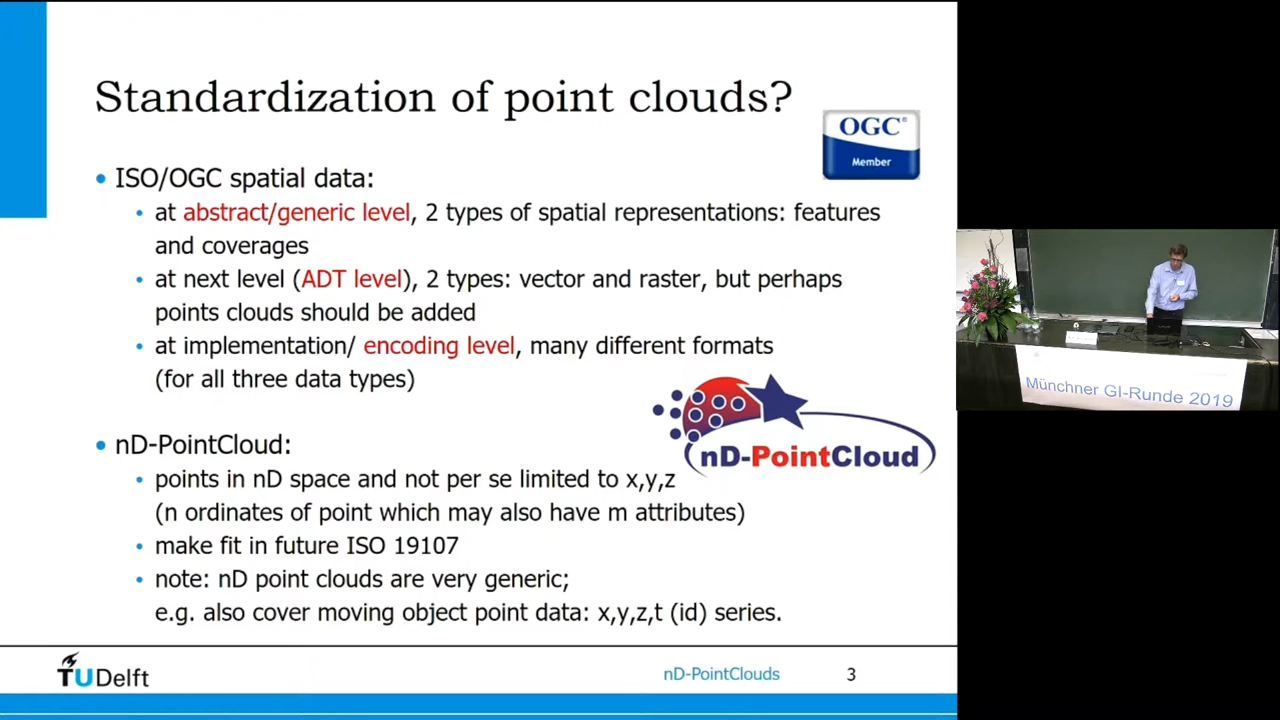 Standardization of point clouds?
OGC®
Member
• ISO/OGC spatial data:
• at abstract/generic level, 2 types of spatial representations: features
and coverages
• at next level (ADT level), 2 types: vector and raster, but perhaps
points clouds should be added
• at implementation/ encoding level, many different formats
(for all three data types)
nD-PointCloud
• nD-PointCloud:
• points in nD space and not per se limited to x,y,z
(n ordinates of point which may also have m attributes)
• make fit in future ISO 19107
• note: nD point clouds are very generic;
e.g. also cover moving object point data: x,y,z,t (id) series.
TUDelft
nD-PointClouds
3
Münchner GI-Runde 2019